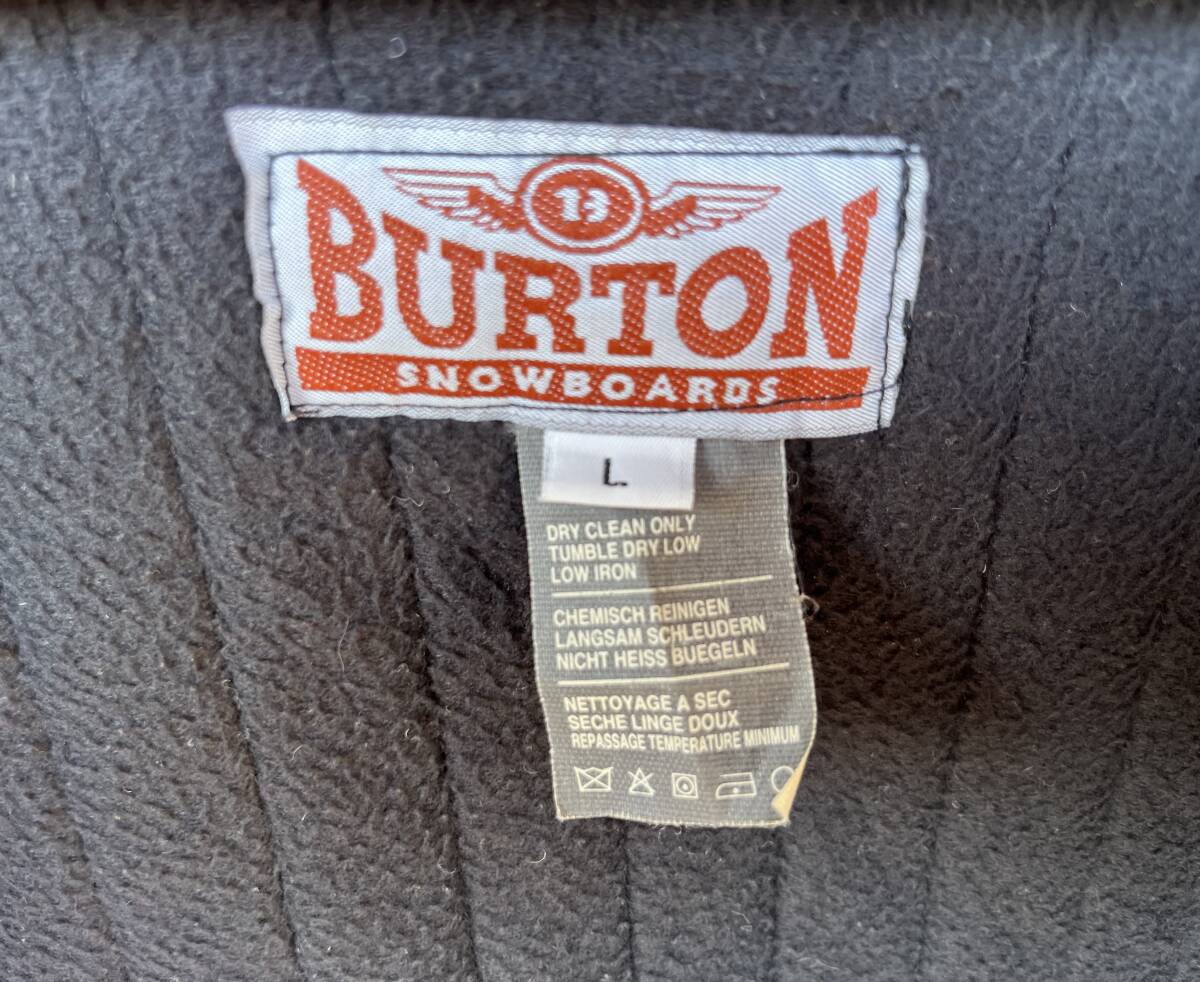 13
BURTON
SNOWBOARDS
L
DRY CLEAN ONLY
TUMBLE DRY LOW
LOW IRON
CHEMISCH REINIGEN
LANGSAM SCHLEUDERN
NICHT HEISS BUEGELN
NETTOYAGE A SEC
SECHE LINGE DOUX
REPASSAGE TEMPERATURE MINIMUM